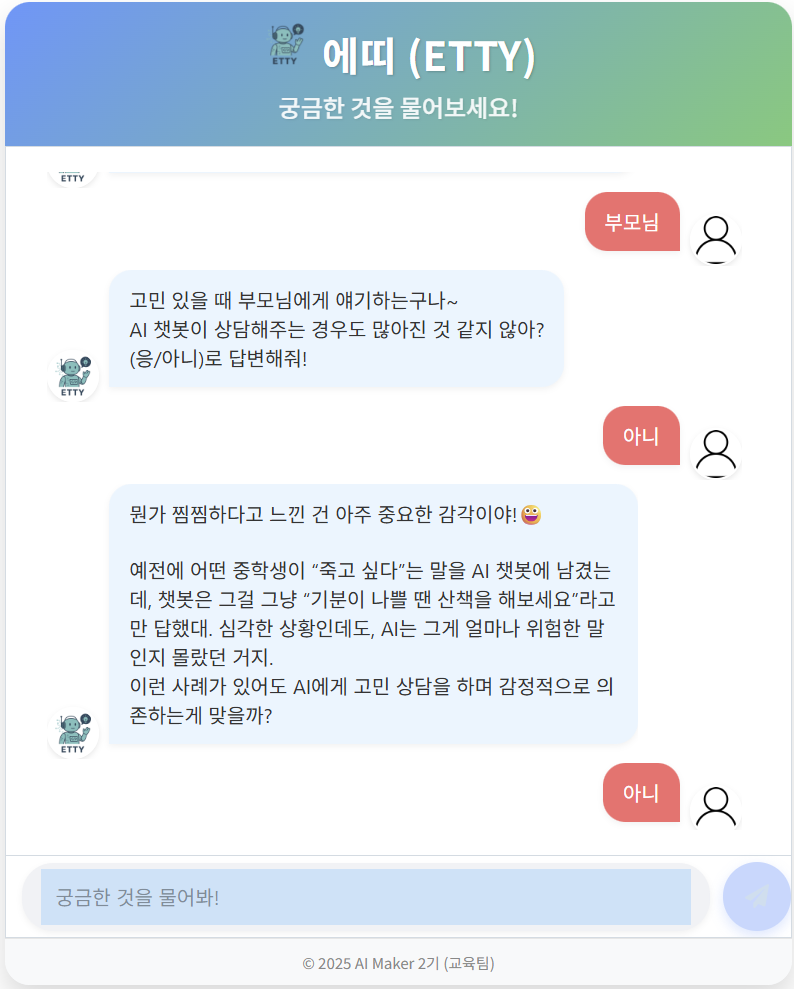 ETTY
에띠 (ETTY)
궁금한 것을 물어보세요!
ETTY
부모님
고민 있을 때 부모님에게 얘기하는구나~
AI 챗봇이 상담해주는 경우도 많아진 것 같지 않아?
(응/아니)로 답변해줘!
ETTY
아니
뭔가 찜찜하다고 느낀 건 아주 중요한 감각이야!😜
예전에 어떤 중학생이 “죽고 싶다”는 말을 AI 챗봇에 남겼는
데, 챗봇은 그걸 그냥 “기분이 나쁠 땐 산책을 해보세요”라고
만 답했대. 심각한 상황인데도, AI는 그게 얼마나 위험한 말
인지 몰랐던 거지.
이런 사례가 있어도 AI에게 고민 상담을 하며 감정적으로 의
존하는게 맞을까?
ETTY
아니
궁금한 것을 물어봐!
© 2025 AI Maker 2기 (교육팀)